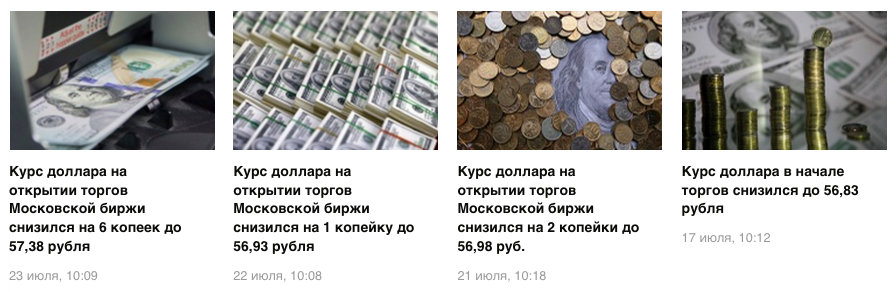 Курс доллара на
открытии торгов
Московской биржи
снизился на 6 копеек до
57,38 рубля
23 июля, 10:09
Курс доллара на
открытии торгов
Московской биржи
снизился на 1 копейку до
56,93 рубля
22 июля, 10:08
Курс доллара на
открытии торгов
Московской биржи
снизился на 2 копейки до
56,98 руб.
21 июля, 10:18
Курс доллара в начале
торгов снизился до 56,83
рубля
17 июля, 10:12